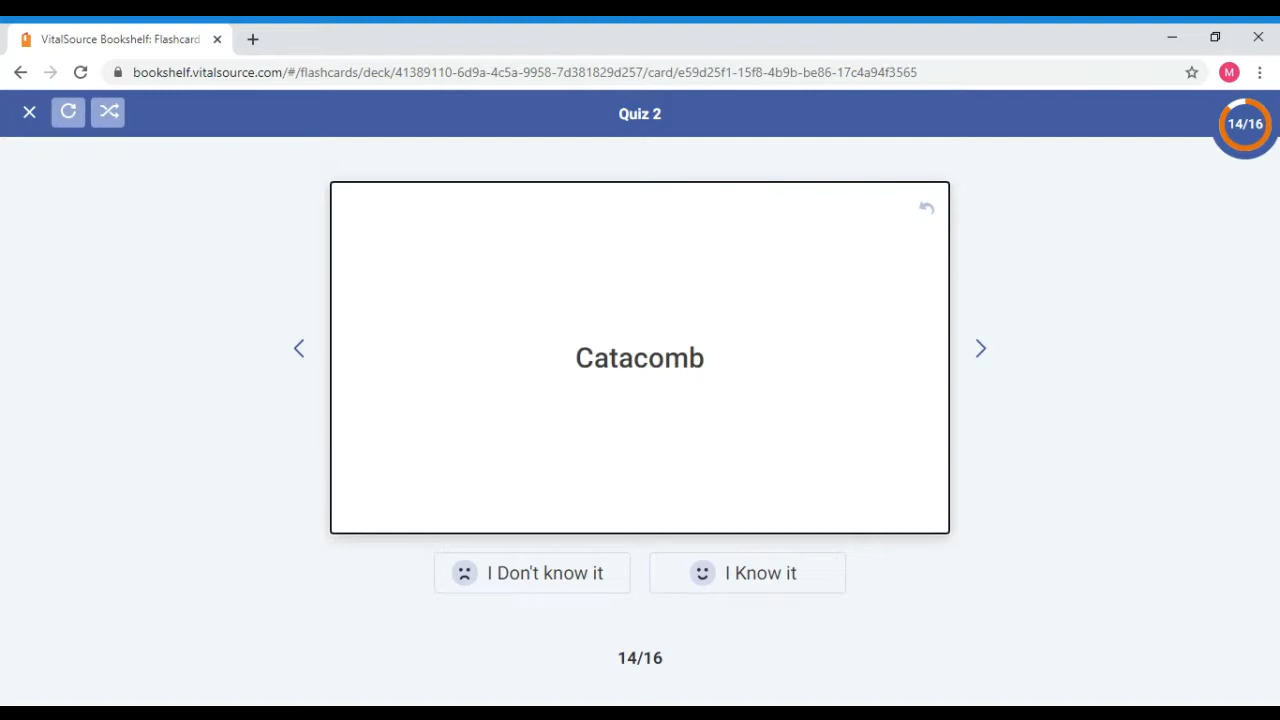 VitalSource Bookshelf: Flashcard
bookshelf.vitalsource.com/#/flashcards/deck/41389110-6d9a-4c5a-9958-7d381829d257/card/e59d25f1-15f8-4b9b-be86-17c4a94f3565
M
Quiz 2
14/16
Catacomb
I Don't know it
I Know it
14/16